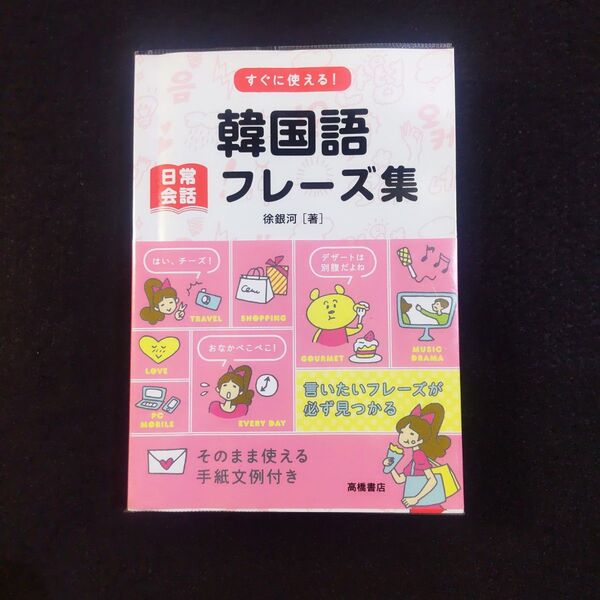 すぐに使える！
韓国語
日常
会話
フレーズ集
徐銀河［著］
はい、チーズ！
TRAVEL
SHOPPING
デザートは
別腹だよね
GOURMET
MUSIC
DRAMA
LOVE
おなかぺこぺこ！
PC
MOBILE
EVERY DAY
言いたいフレーズが
必ず見つかる
そのまま使える
手紙文例付き
高橋書店